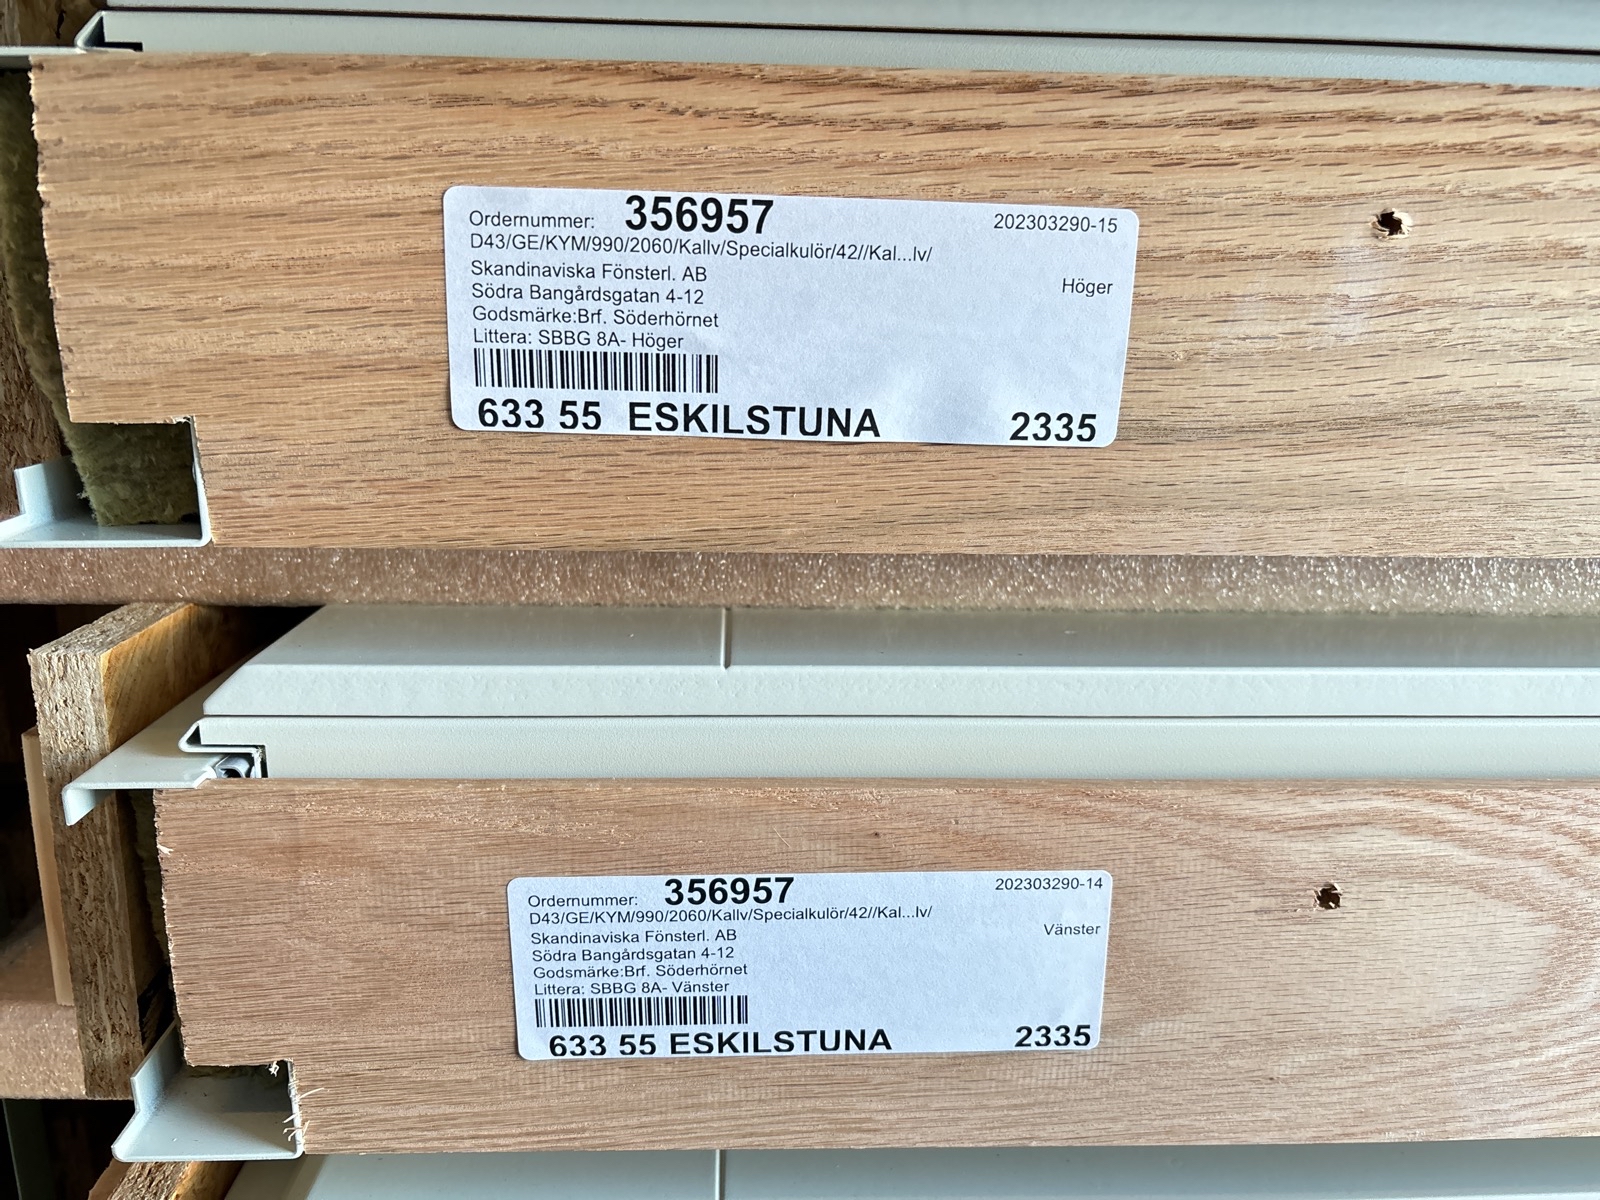 Ordernummer: 356957 202303290-15
D43/GE/KYM/990/2060/Kallv/Specialkulör/42//Kal...lv/
Skandinaviska Fönsterl. AB
Höger
Södra Bangårdsgatan 4-12
Godsmärke:Brf. Söderhörnet
Littera: SBBG 8A- Höger
633 55 ESKILSTUNA 2335
Ordernummer: 356957 202303290-14
D43/GE/KYM/990/2060/Kallv/Specialkulör/42//Kal...lv/
Skandinaviska Fönsterl. AB
Vänster
Södra Bangårdsgatan 4-12
Godsmärke:Brf. Söderhörnet
Littera: SBBG 8A- Vänster
633 55 ESKILSTUNA 2335